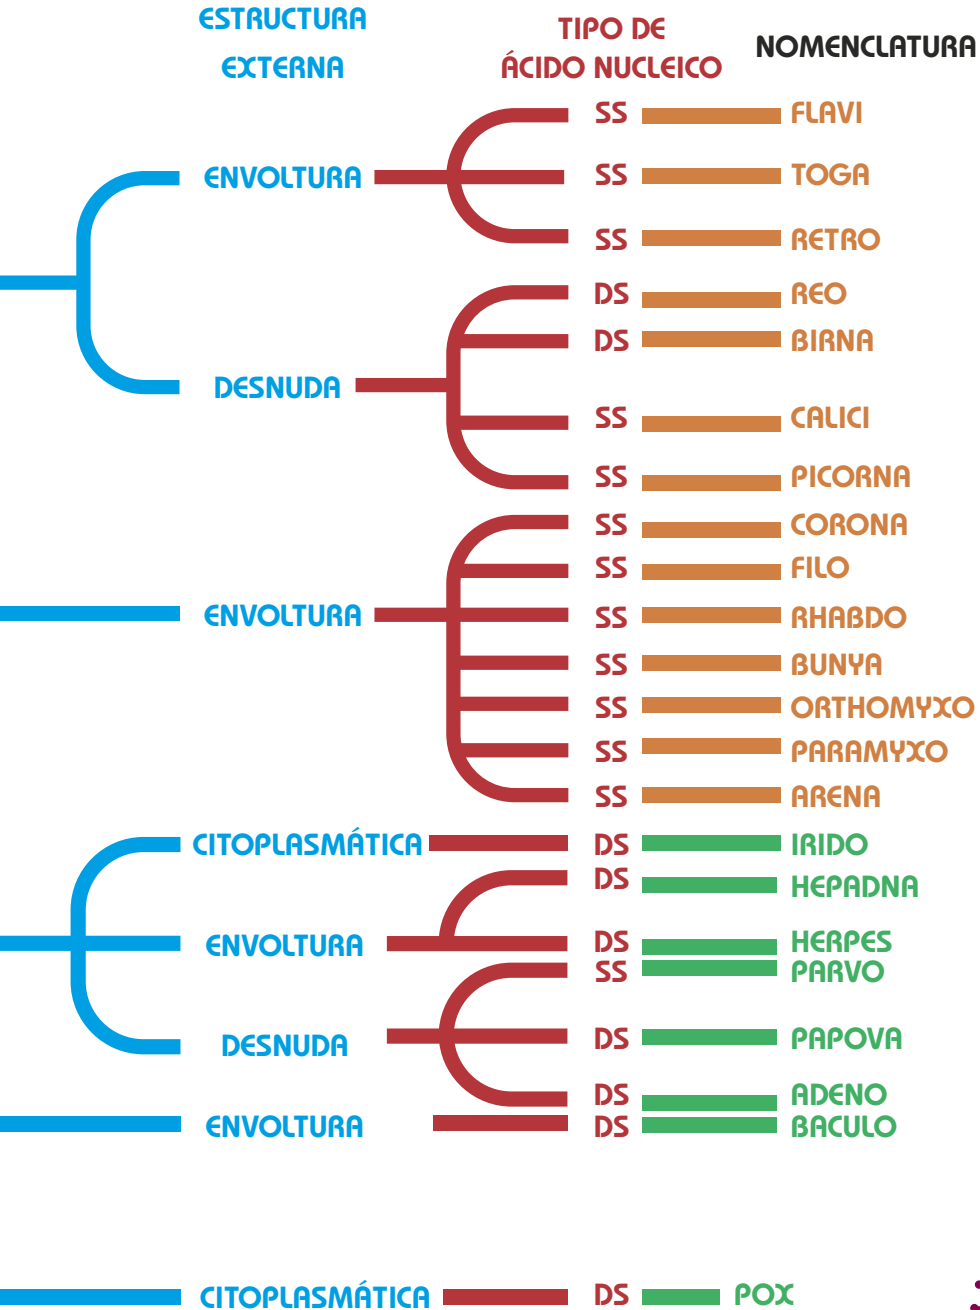 ESTRUCTURA
EXTERNA
TIPO DE
ÁCIDO NUCLEICO
NOMENCLATURA
ENVOLTURA
SS FLAVI
SS TOGA
SS RETRO
DESNUDA
DS REO
DS BIRNA
SS CALICI
SS PICORNA
ENVOLTURA
SS CORONA
SS FILO
SS RHABDO
SS BUNYA
SS ORTHOMYXO
SS PARAMYXO
SS ARENA
CITOPLASMÁTICA DS IRIDO
ENVOLTURA
DS HEPADNA
DS HERPES
DESNUDA
SS PARVO
DS PAPOVA
DS ADENO
ENVOLTURA DS BACULO
CITOPLASMÁTICA DS POX